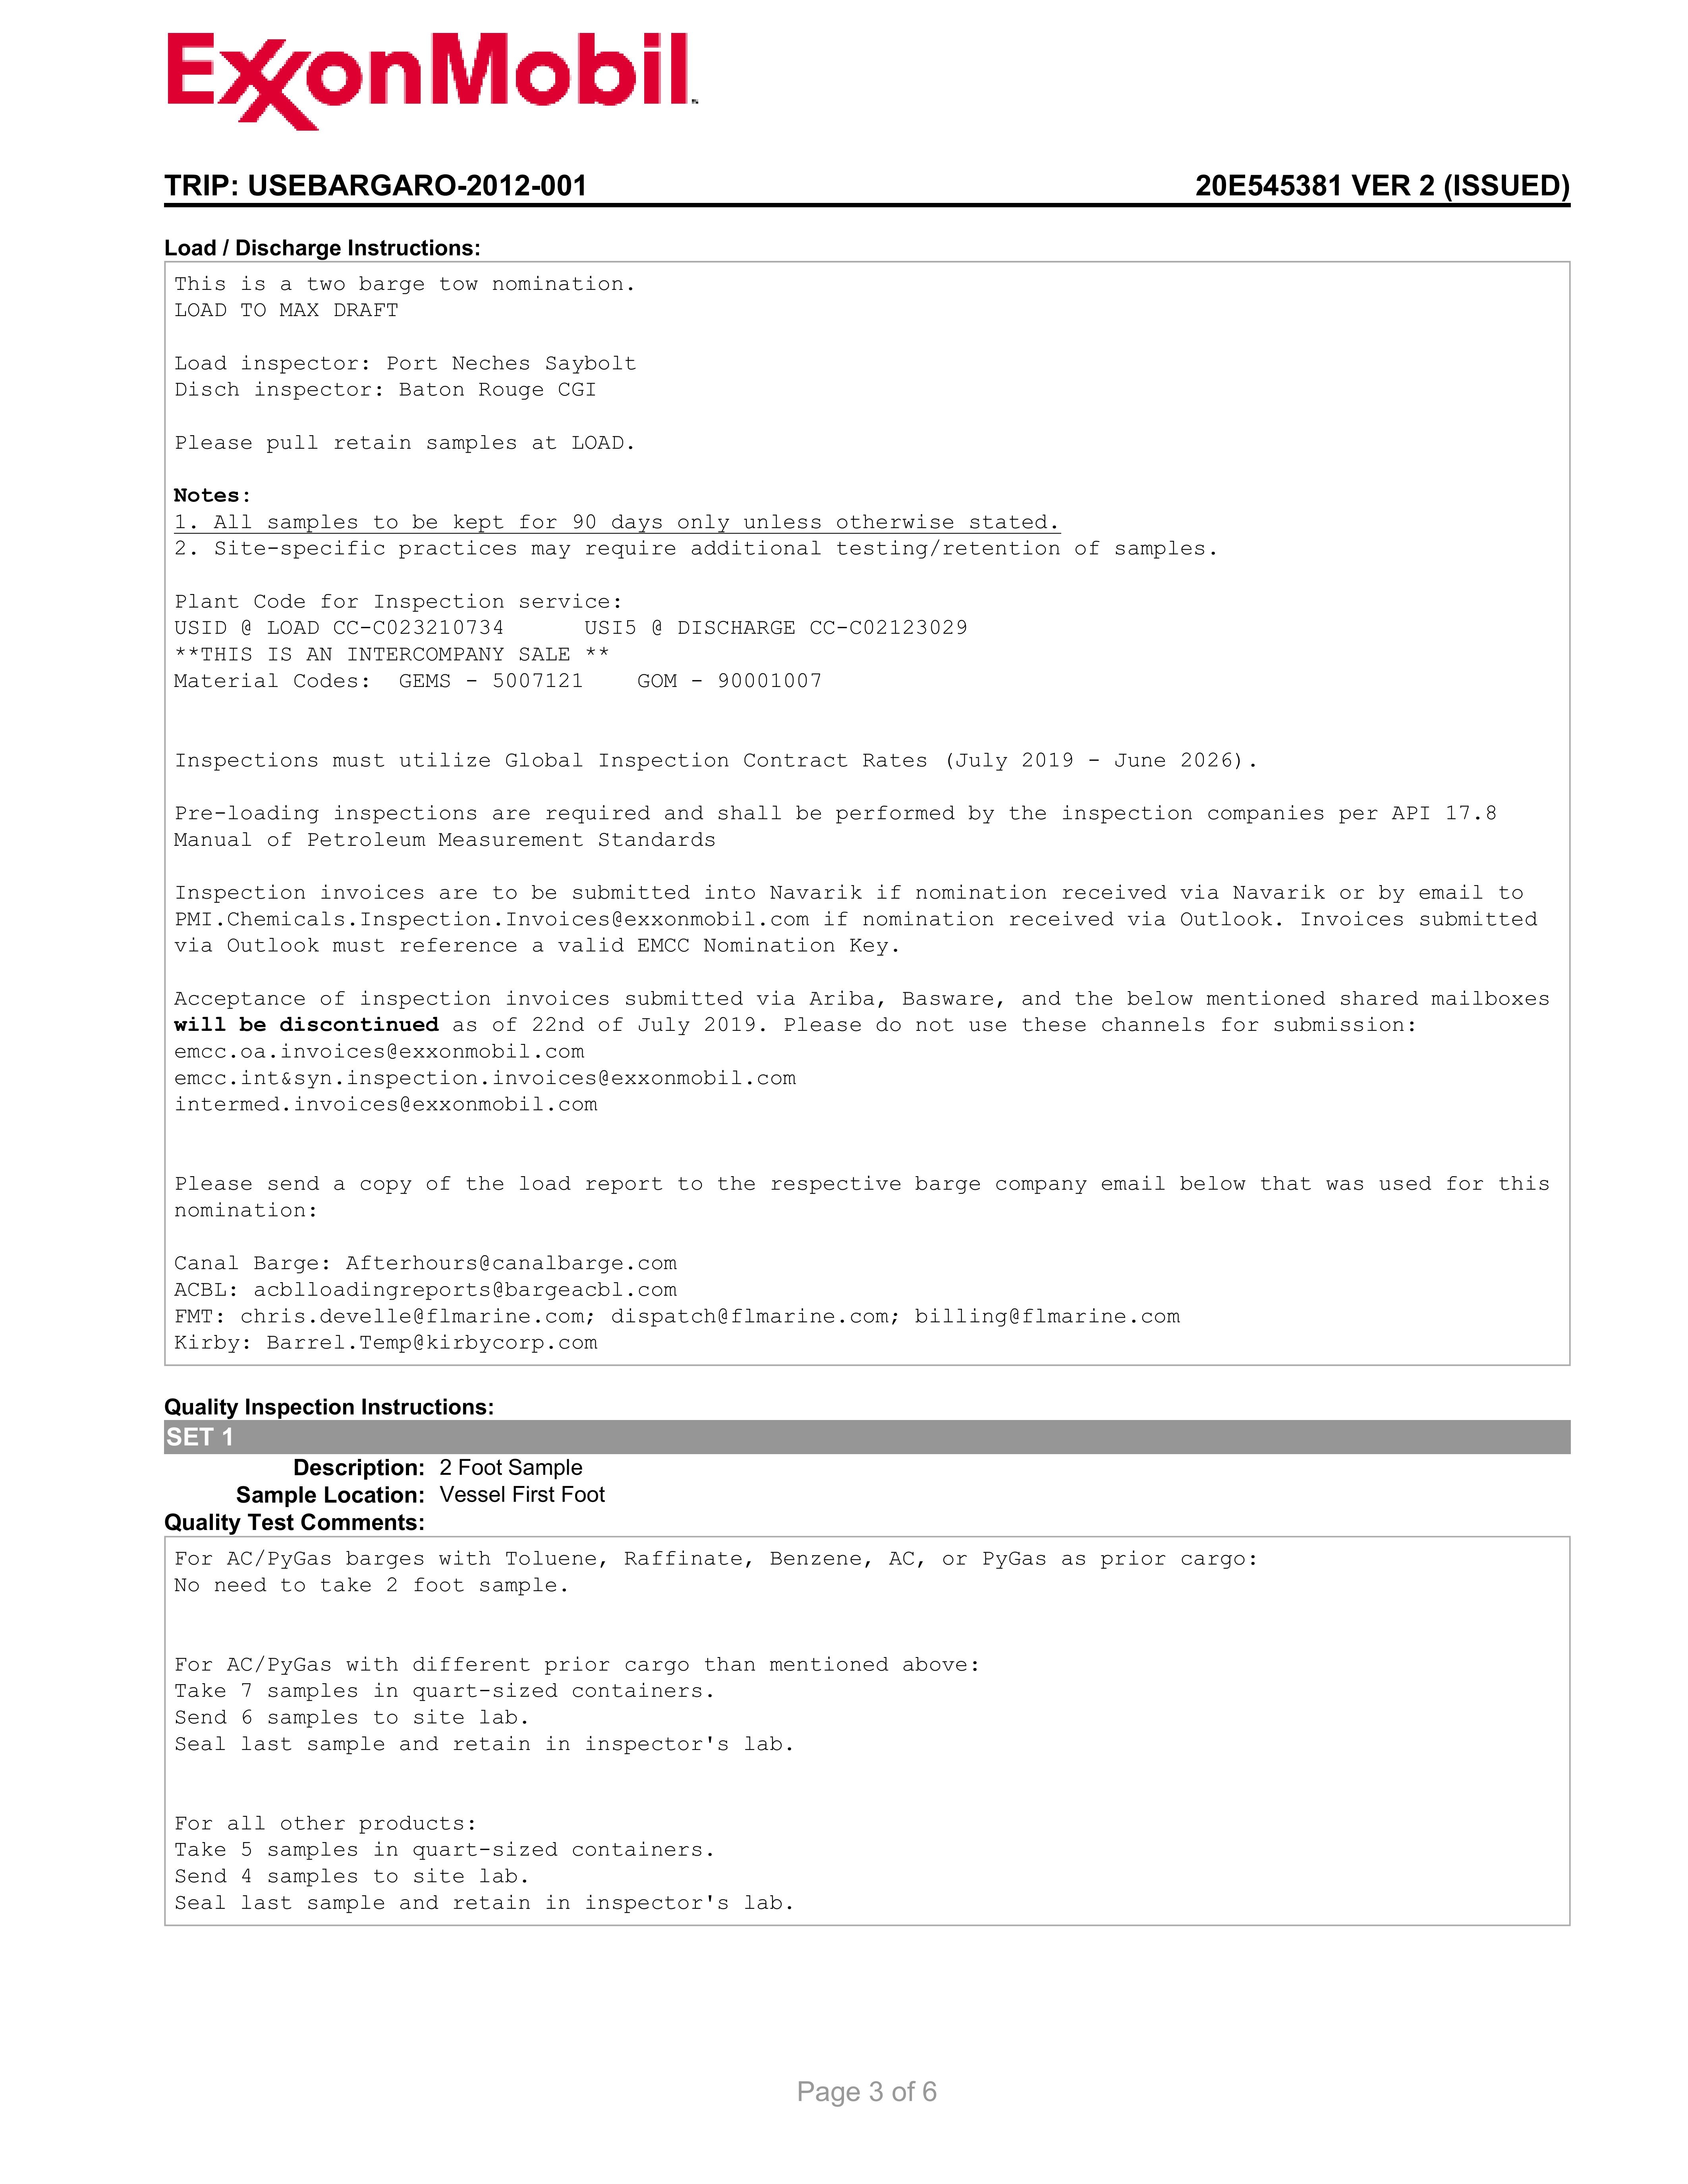 ExxonMobil
TRIP: USEBARGARO-2012-001 20E545381 VER 2 (ISSUED)
Load / Discharge Instructions:
This is a two barge tow nomination.
LOAD TO MAX DRAFT
Load inspector: Port Neches Saybolt
Disch inspector: Baton Rouge CGI
Please pull retain samples at LOAD.
Notes:
1. All samples to be kept for 90 days only unless otherwise stated.
2. Site-specific practices may require additional testing/retention of samples.
Plant Code for Inspection service:
USID @ LOAD CC-C023210734 USI5 @ DISCHARGE CC-C02123029
**THIS IS AN INTERCOMPANY SALE **
Material Codes: GEMS - 5007121 GOM - 90001007
Inspections must utilize Global Inspection Contract Rates (July 2019 - June 2026).
Pre-loading inspections are required and shall be performed by the inspection companies per API 17.8
Manual of Petroleum Measurement Standards
Inspection invoices are to be submitted into Navarik if nomination received via Navarik or by email to
PMI.Chemicals.Inspection.Invoices@exxonmobil.com if nomination received via Outlook. Invoices submitted
via Outlook must reference a valid EMCC Nomination Key.
Acceptance of inspection invoices submitted via Ariba, Basware, and the below mentioned shared mailboxes
will be discontinued as of 22nd of July 2019. Please do not use these channels for submission:
emcc.oa.invoices@exxonmobil.com
emcc.int&syn.inspection.invoices@exxonmobil.com
intermed.invoices@exxonmobil.com
Please send a copy of the load report to the respective barge company email below that was used for this
nomination:
Canal Barge: Afterhours@canalbarge.com
ACBL: acblloadingreports@bargeacbl.com
FMT: chris.develle@flmarine.com; dispatch@flmarine.com; billing@flmarine.com
Kirby: Barrel.Temp@kirbycorp.com
Quality Inspection Instructions:
SET 1
Description: 2 Foot Sample
Sample Location: Vessel First Foot
Quality Test Comments:
For AC/PyGas barges with Toluene, Raffinate, Benzene, AC, or PyGas as prior cargo:
No need to take 2 foot sample.
For AC/PyGas with different prior cargo than mentioned above:
Take 7 samples in quart-sized containers.
Send 6 samples to site lab.
Seal last sample and retain in inspector's lab.
For all other products:
Take 5 samples in quart-sized containers.
Send 4 samples to site lab.
Seal last sample and retain in inspector's lab.
Page 3 of 6